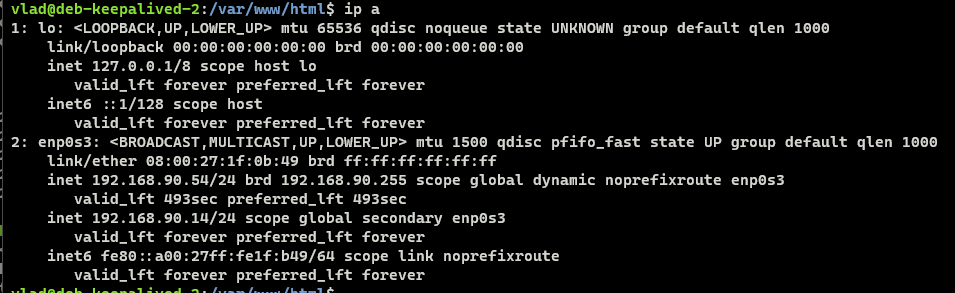 vlad@deb-keepalived-2:/var/www/html$ ip a
1: lo: <LOOPBACK,UP,LOWER_UP> mtu 65536 qdisc noqueue state UNKNOWN group default qlen 1000
    link/loopback 00:00:00:00:00:00 brd 00:00:00:00:00:00
    inet 127.0.0.1/8 scope host lo
       valid_lft forever preferred_lft forever
    inet6 ::1/128 scope host
       valid_lft forever preferred_lft forever
2: enp0s3: <BROADCAST,MULTICAST,UP,LOWER_UP> mtu 1500 qdisc pfifo_fast state UP group default qlen 1000
    link/ether 08:00:27:1f:0b:49 brd ff:ff:ff:ff:ff:ff
    inet 192.168.90.54/24 brd 192.168.90.255 scope global dynamic noprefixroute enp0s3
       valid_lft 493sec preferred_lft 493sec
    inet 192.168.90.14/24 scope global secondary enp0s3
       valid_lft forever preferred_lft forever
    inet6 fe80::a00:27ff:fe1f:b49/64 scope link noprefixroute
       valid_lft forever preferred_lft forever
vlad@deb-keepalived-2:/var/www/html$